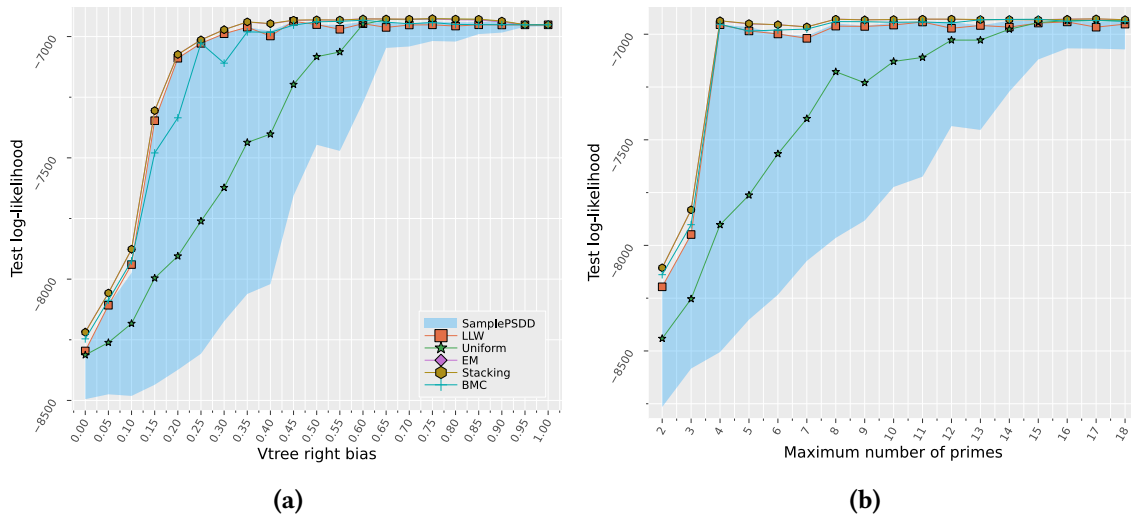 Test log-likelihood
−7000
−7500
−8000
−8500
SamplePSDD
LLW
Uniform
EM
Stacking
BMC
0.00 0.05 0.10 0.15 0.20 0.25 0.30 0.35 0.40 0.45 0.50 0.55 0.60 0.65 0.70 0.75 0.80 0.85 0.90 0.95 1.00
Vtree right bias
(a)
Test log-likelihood
−7000
−7500
−8000
−8500
2 3 4 5 6 7 8 9 10 11 12 13 14 15 16 17 18
Maximum number of primes
(b)